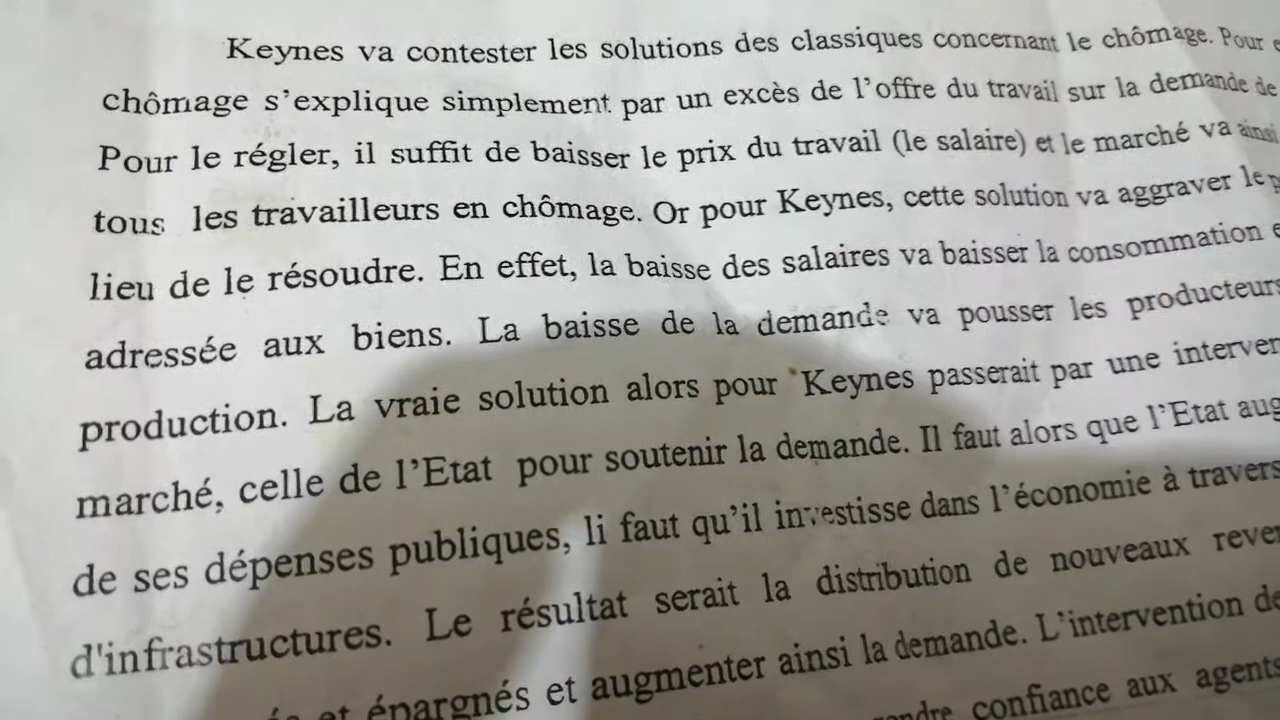 Keynes va contester les solutions des classiques concernant le chômage. Pour
chômage s'explique simplement par un excès de l'offre du travail sur la demande de
Pour le régler, il suffit de baisser le prix du travail (le salaire) et le marché va ainsi
tous les travailleurs en chômage. Or pour Keynes, cette solution va aggraver le
lieu de le résoudre. En effet, la baisse des salaires va baisser la consommation
adressée aux biens. La baisse de la demande va pousser les producteurs
production. La vraie solution alors pour Keynes passerait par une
marché, celle de l'Etat pour soutenir la demande. Il faut alors que l'Etat
de ses dépenses publiques, li faut qu'il investisse dans l'économie à travers
d'infrastructures. Le résultat serait la distribution de nouveaux
et épargnés et augmenter ainsi la demande. L'intervention
confiance aux agents